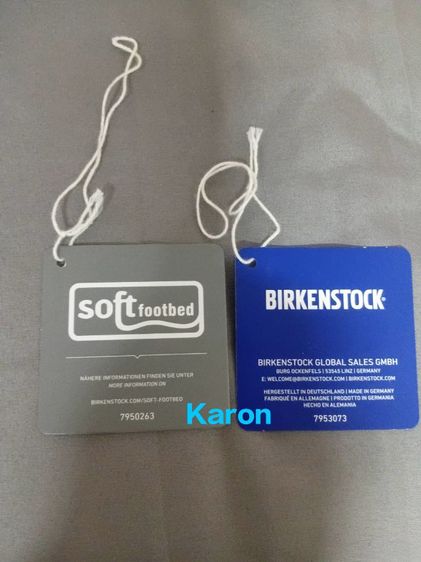 soft footbed
NÄHERE INFORMATIONEN FINDEN SIE UNTER
MORE INFORMATION ON
BIRKENSTOCK.COM/SOFT-FOOTBED
7950263
BIRKENSTOCK®
BIRKENSTOCK GLOBAL SALES GMBH
BURG OCKENFELS | 53545 LINZ | GERMANY
E: WELCOME@BIRKENSTOCK.COM | BIRKENSTOCK.COM
HERGESTELLT IN DEUTSCHLAND | MADE IN GERMANY
FABRIQUÉ EN ALLEMAGNE | PRODOTTO IN GERMANIA
HECHO EN ALEMANIA
7953073
Karon